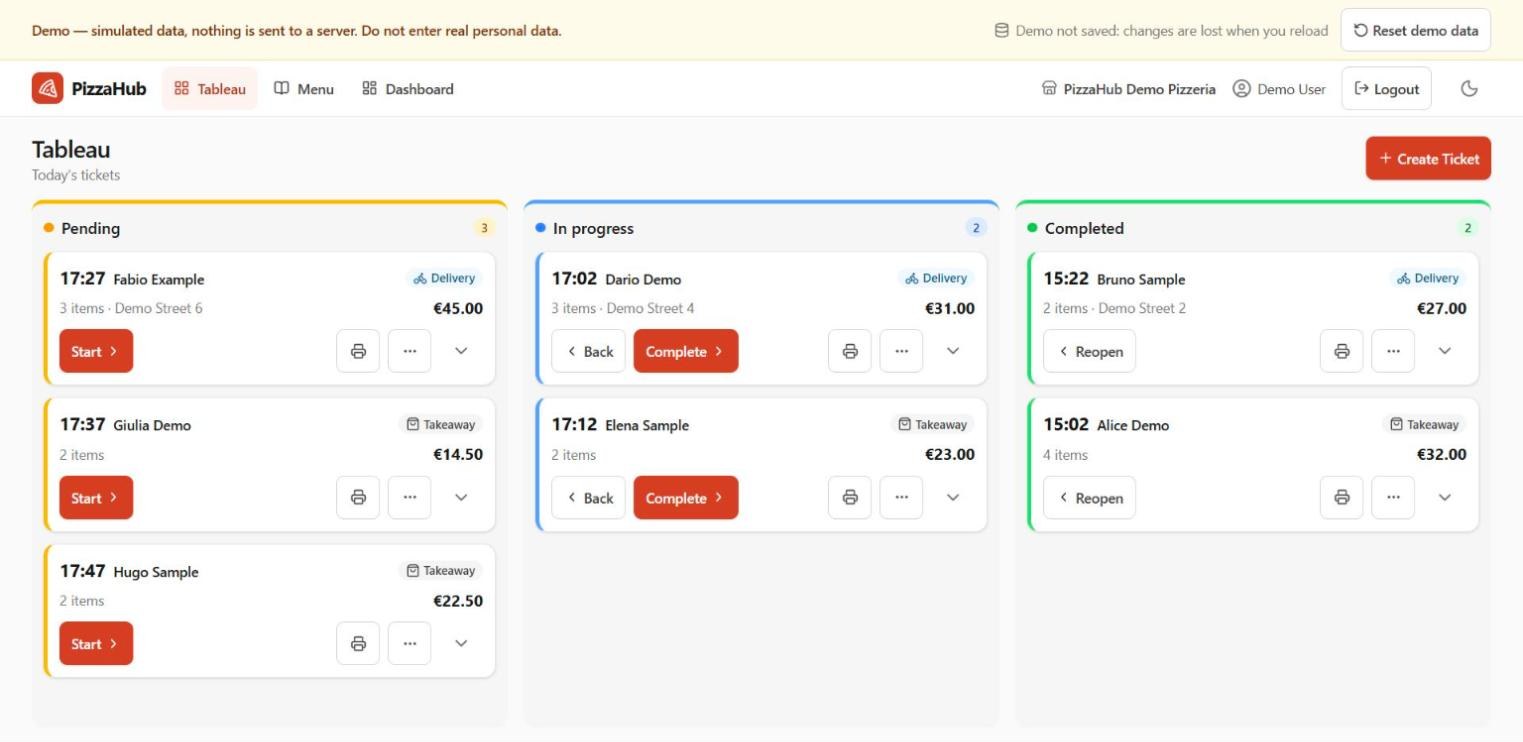 Demo — simulated data, nothing is sent to a server. Do not enter real personal data.
Demo not saved: changes are lost when you reload
Reset demo data
PizzaHub
Tableau
Menu
Dashboard
PizzaHub Demo Pizzeria
Demo User
Logout
Tableau
Today's tickets
+ Create Ticket
Pending
3
17:27 Fabio Example
Delivery
3 items · Demo Street 6
€45.00
Start
17:37 Giulia Demo
Takeaway
2 items
€14.50
Start
17:47 Hugo Sample
Takeaway
2 items
€22.50
Start
In progress
2
17:02 Dario Demo
Delivery
3 items · Demo Street 4
€31.00
Back
Complete
17:12 Elena Sample
Takeaway
2 items
€23.00
Back
Complete
Completed
2
15:22 Bruno Sample
Delivery
2 items · Demo Street 2
€27.00
Reopen
15:02 Alice Demo
Takeaway
4 items
€32.00
Reopen